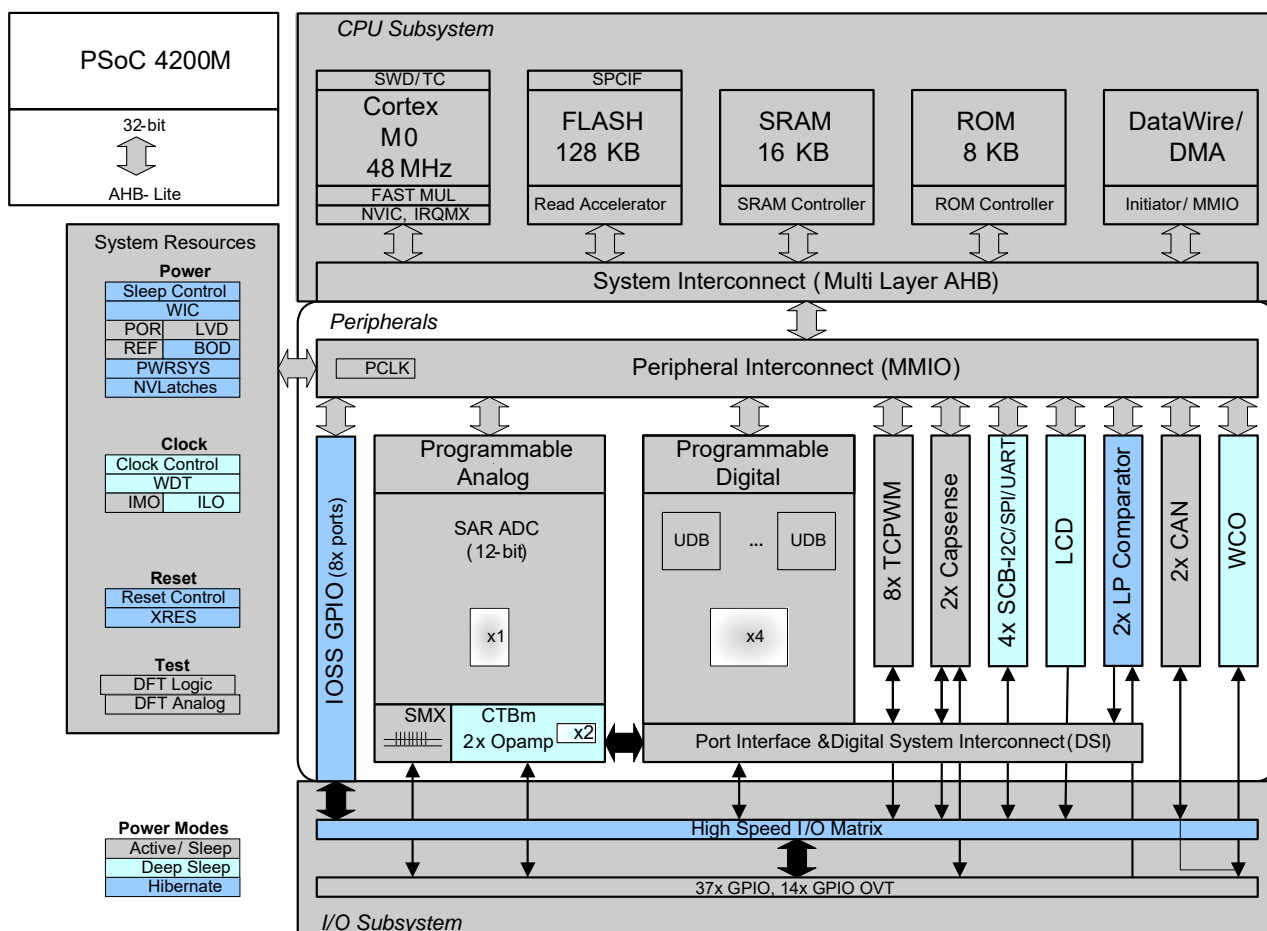 PSoC 4200M
32-bit
AHB- Lite
CPU Subsystem
SWD/TC
Cortex
M0
48 MHz
FAST MUL
NVIC, IRQMX
SPCIF
FLASH
128 KB
Read Accelerator
SRAM
16 KB
SRAM Controller
ROM
8 KB
ROM Controller
DataWire/
DMA
Initiator/ MMIO
System Interconnect (Multi Layer AHB)
System Resources
Power
Sleep Control
WIC
POR LVD
REF BOD
PWRSYS
NVLatches
Clock
Clock Control
WDT
IMO ILO
Reset
Reset Control
XRES
Test
DFT Logic
DFT Analog
Peripherals
PCLK
Peripheral Interconnect (MMIO)
IOSS GPIO (8x ports)
Programmable
Analog
SAR ADC
(12-bit)
x1
SMX
CTBm
2x Opamp
x2
Programmable
Digital
UDB ... UDB
x4
8x TCPWM
2x Capsense
4x SCB-I2C/SPI/UART
LCD
2x LP Comparator
2x CAN
WCO
Port Interface &Digital System Interconnect (DSI)
Power Modes
Active/ Sleep
Deep Sleep
Hibernate
High Speed I/O Matrix
37x GPIO, 14x GPIO OVT
I/O Subsystem